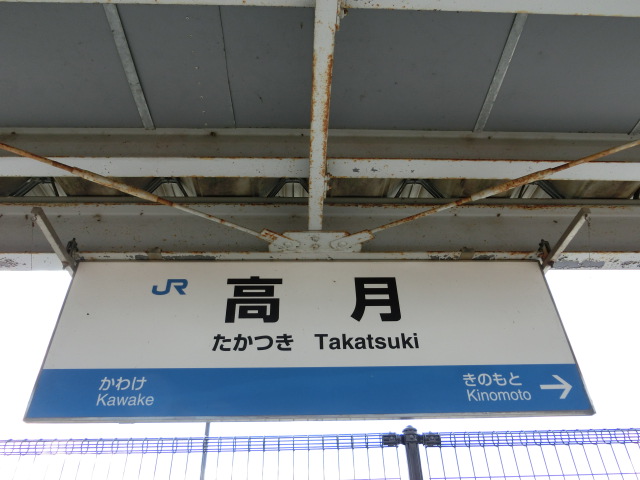 JR 高月
たかつき Takatsuki
かわけ
Kawake
きのもと
Kinomoto →